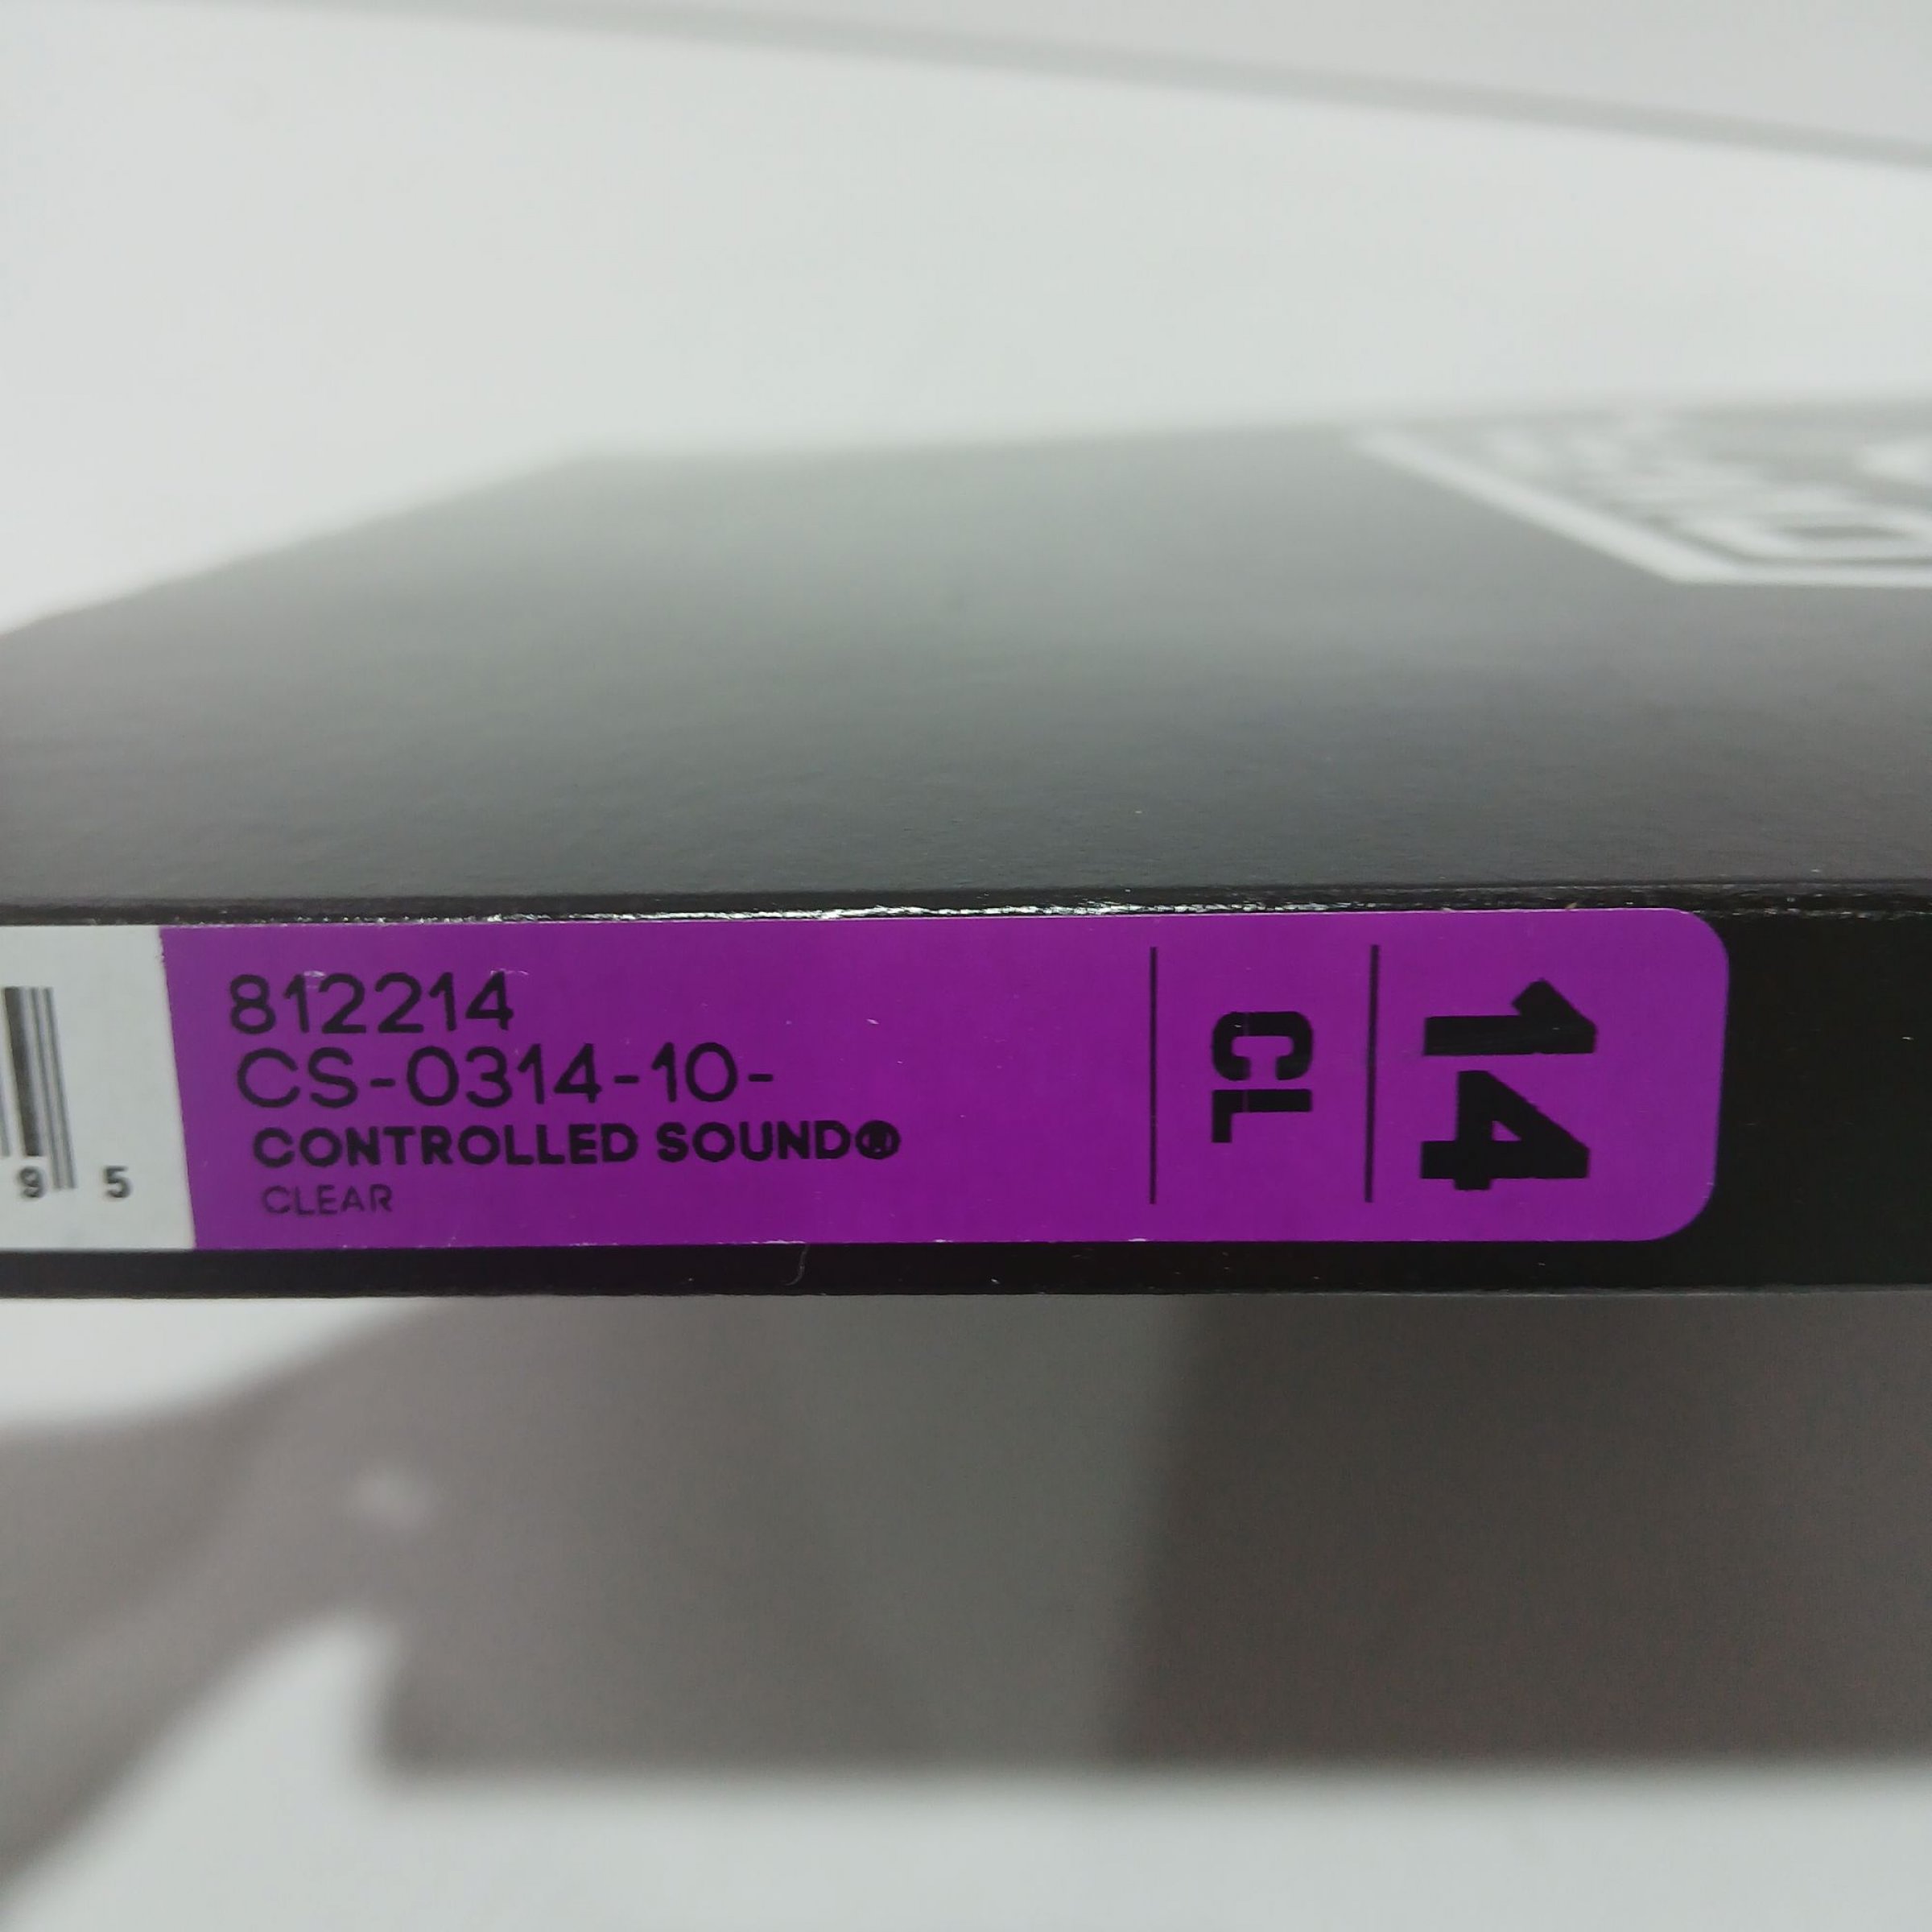 812214
CS-0314-10-
CONTROLLED SOUND®
CLEAR
CL
14
9 5